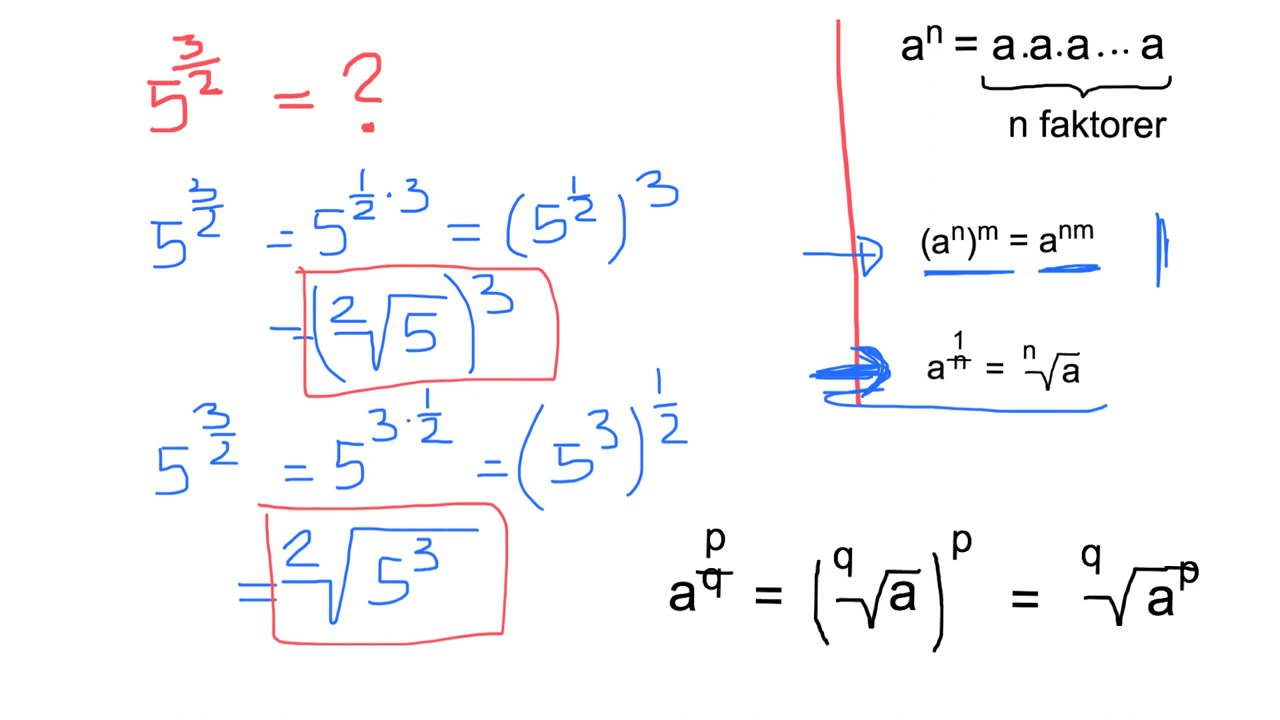 5^{3/2} = ?
5^{3/2} = 5^{1/2 · 3} = (5^{1/2})^3
= (²√5)^3
5^{3/2} = 5^{3 · 1/2} = (5^3)^{1/2}
= ²√(5^3)
a^n = a.a.a... a
n faktorer
(a^n)^m = a^{nm}
a^{1/n} = ⁿ√a
a^{p/q} = (^q√a)^p = ^q√(a^p)